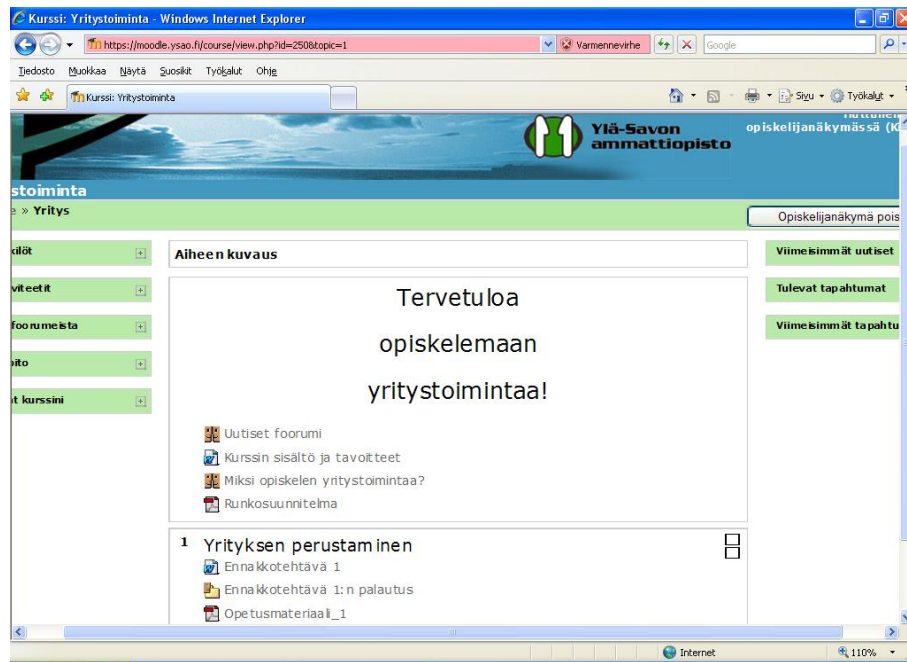 Kurssi: Yritystoiminta - Windows Internet Explorer
https://moodle.ysao.fi/course/view.php?id=250&topic=1
Varmennevirhe
Google
Tiedosto Muokkaa Näytä Suosikit Työkalut Ohje
Kurssi: Yritystoiminta
Sivu
Työkalut
Ylä-Savon
ammattiopisto
opiskelijanäkymässä (K
stoiminta
e » Yritys
Opiskelijanäkymä pois
kilöt
viteetit
foorumeista
oito
t kurssini
Aiheen kuvaus
Tervetuloa
opiskelemaan
yritystoimintaa!
Uutiset foorumi
Kurssin sisältö ja tavoitteet
Miksi opiskelen yritystoimintaa?
Runkosuunnitelma
1 Yrityksen perustaminen
Ennakkotehtävä 1
Ennakkotehtävä 1:n palautus
Opetusmateriaali_1
Viimeisimmät uutiset
Tulevat tapahtumat
Viimeisimmät tapahtu
Internet
110%